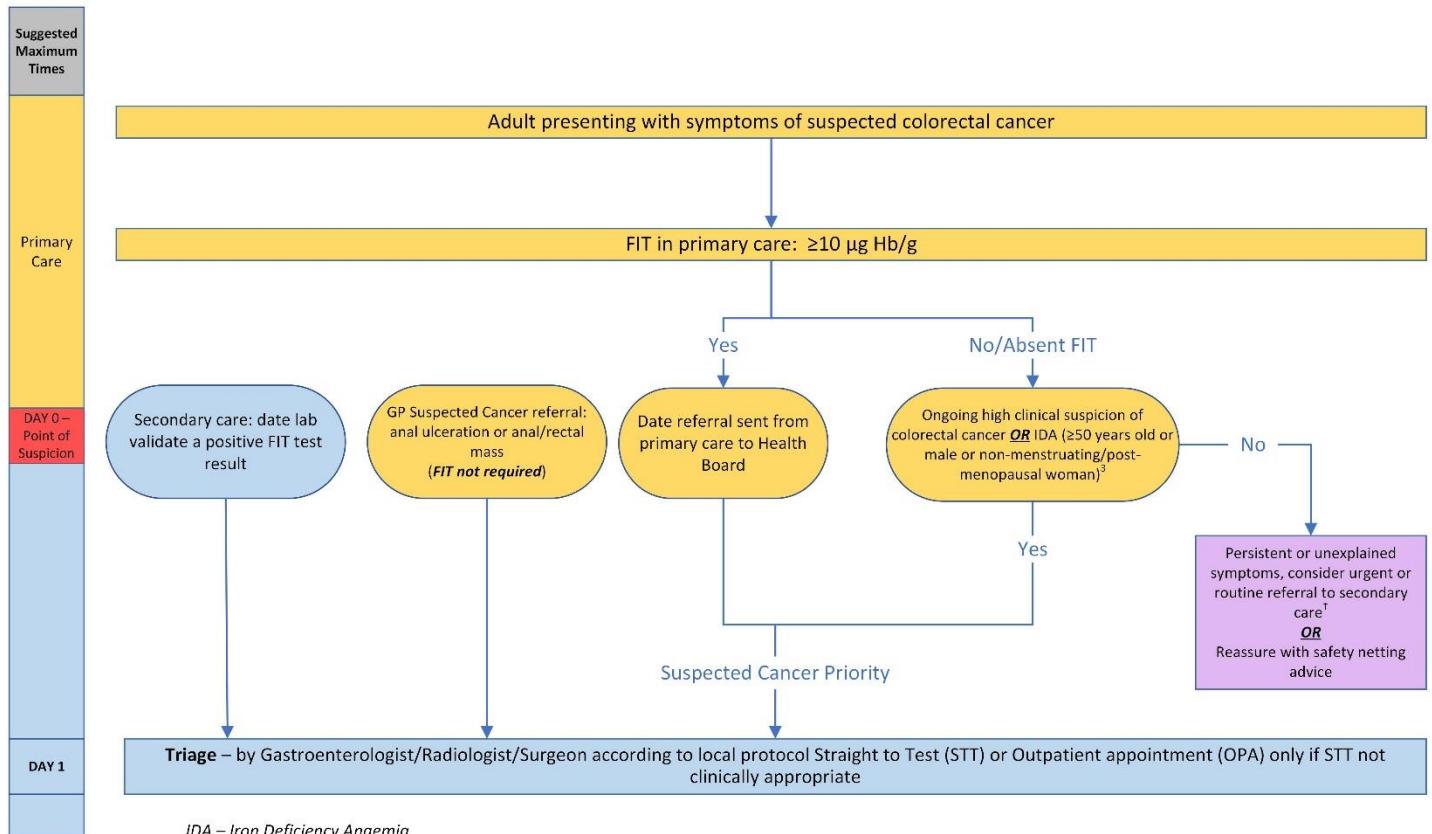 Suggested
Maximum
Times
Adult presenting with symptoms of suspected colorectal cancer
Primary
Care
FIT in primary care: ≥10 µg Hb/g
Yes
No/Absent FIT
DAY 0 –
Point of
Suspicion
Secondary care: date lab
validate a positive FIT test
result
GP Suspected Cancer referral:
anal ulceration or anal/rectal
mass
(FIT not required)
Date referral sent from
primary care to Health
Board
Ongoing high clinical suspicion of
colorectal cancer OR IDA (≥50 years old or
male or non-menstruating/post-
menopausal woman)³
No
Yes
Persistent or unexplained
symptoms, consider urgent or
routine referral to secondary
care†
OR
Reassure with safety netting
advice
Suspected Cancer Priority
DAY 1
Triage – by Gastroenterologist/Radiologist/Surgeon according to local protocol Straight to Test (STT) or Outpatient appointment (OPA) only if STT not
clinically appropriate
IDA – Iron Deficiency Anaemia